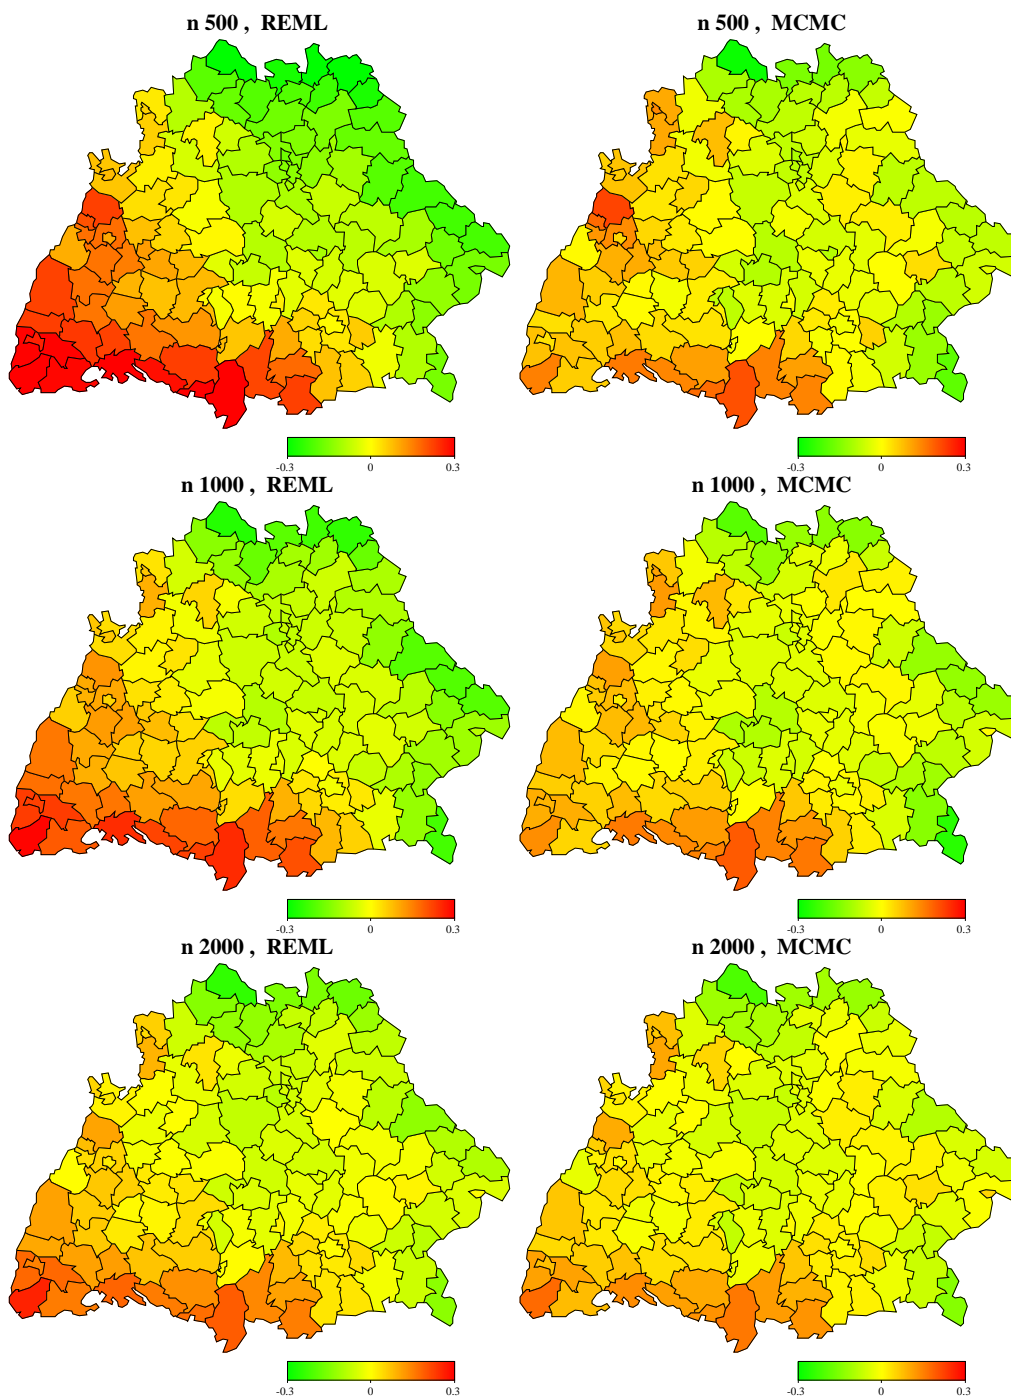 n 500 , REML
n 500 , MCMC
-0.3 0 0.3
-0.3 0 0.3
n 1000 , REML
n 1000 , MCMC
-0.3 0 0.3
-0.3 0 0.3
n 2000 , REML
n 2000 , MCMC
-0.3 0 0.3
-0.3 0 0.3